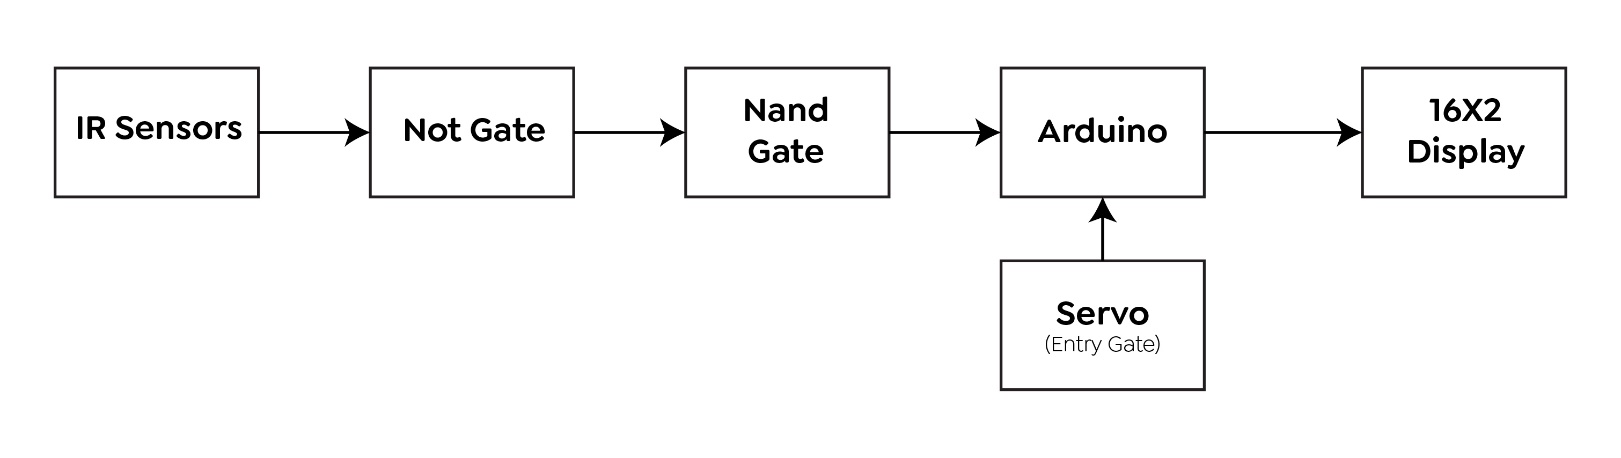 IR Sensors
Not Gate
Nand
Gate
Arduino
16X2
Display
Servo
(Entry Gate)